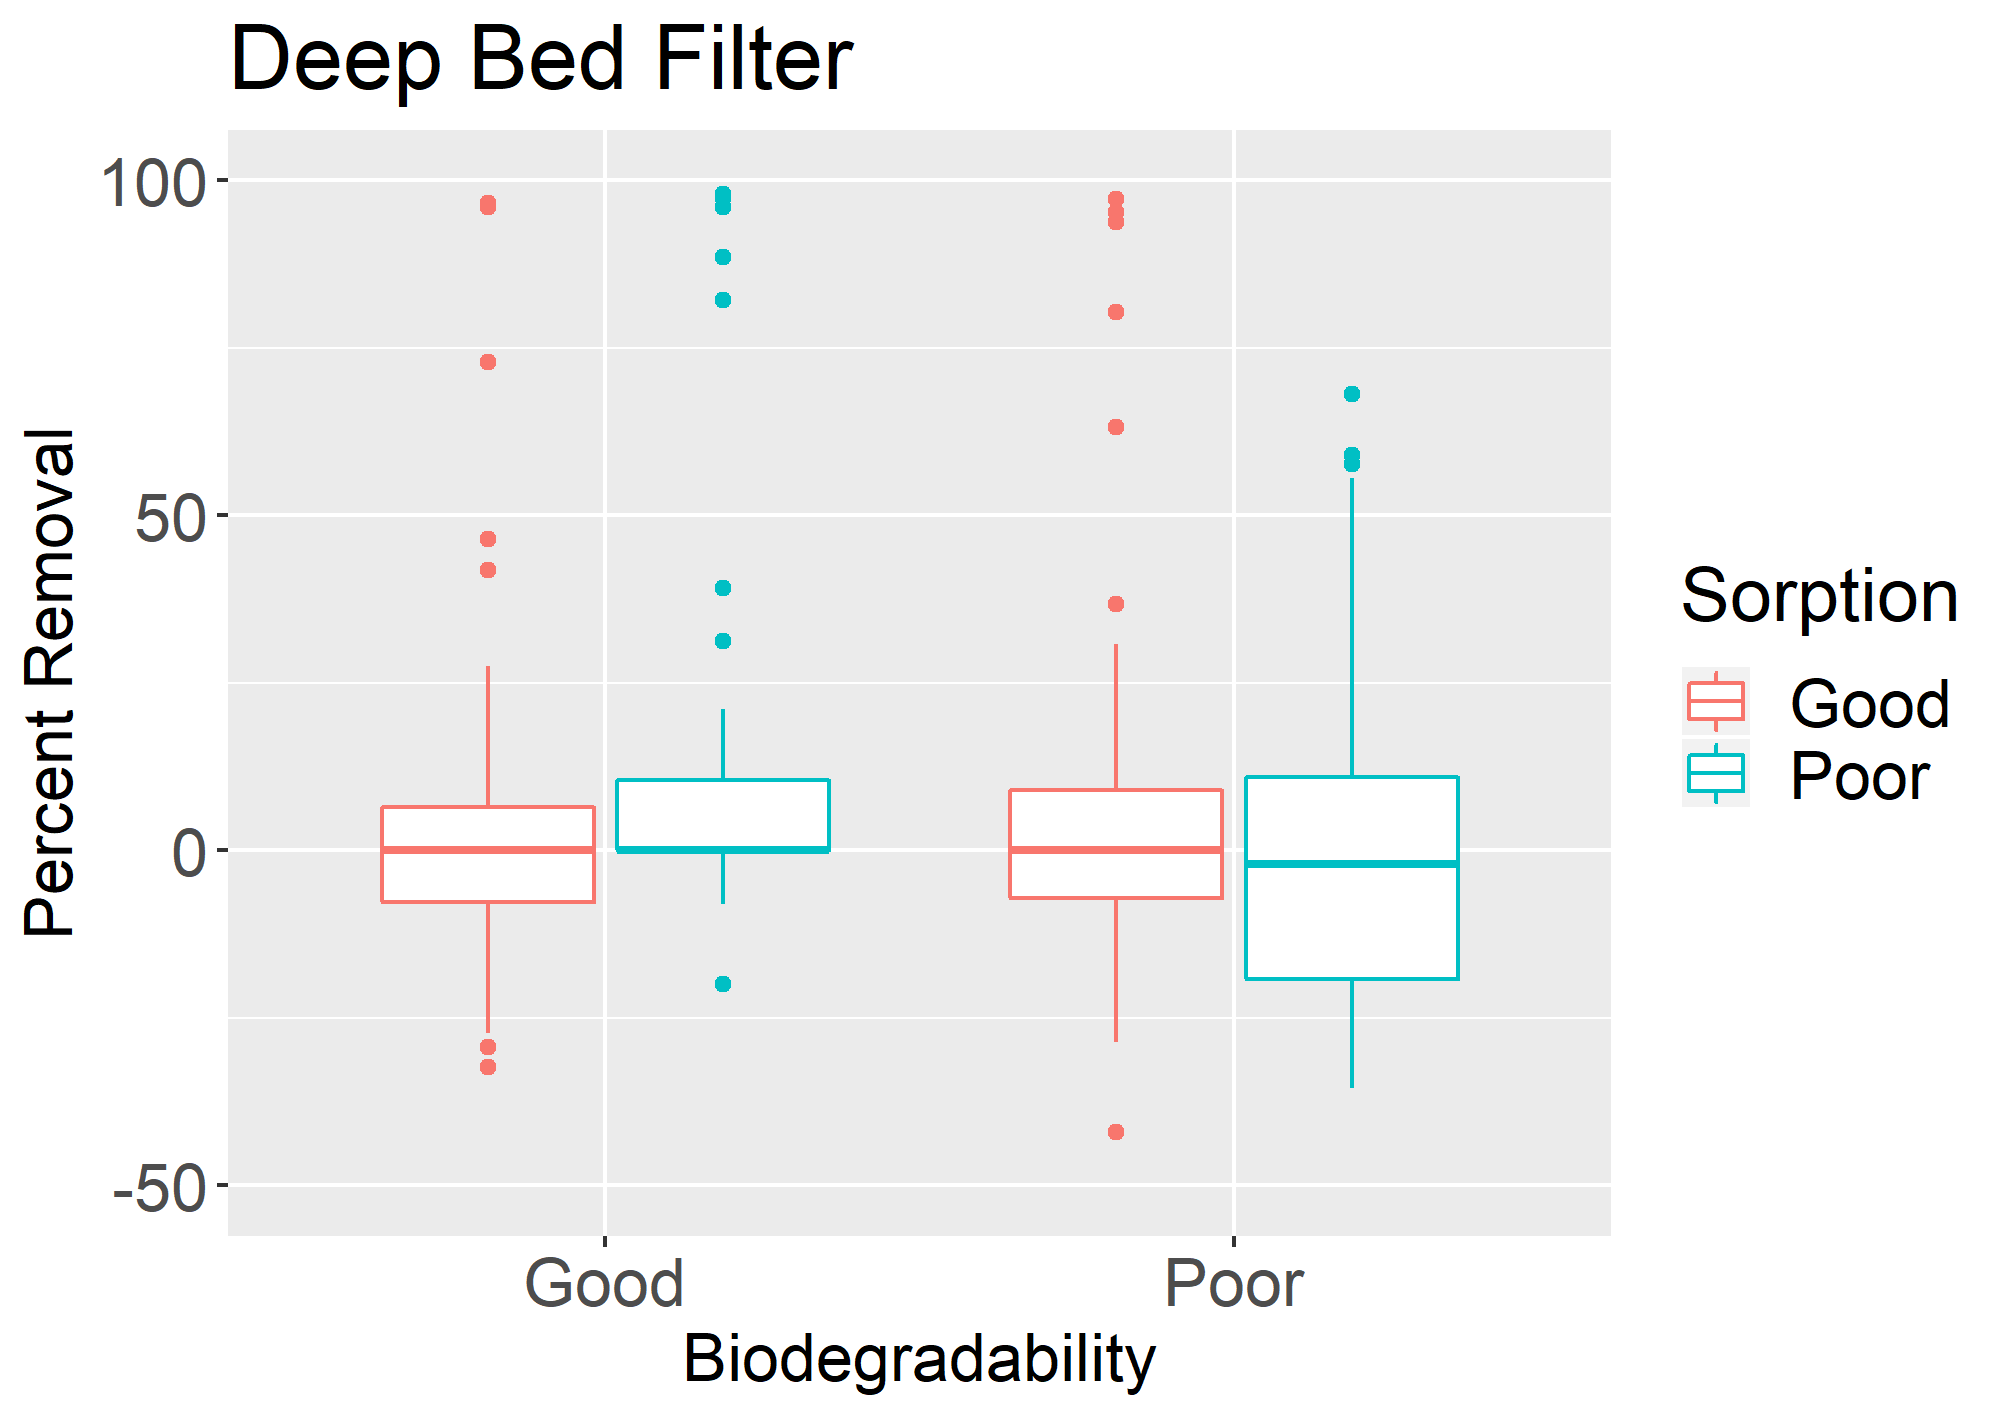 Deep Bed Filter
100
50
0
-50
Percent Removal
Good
Poor
Biodegradability
Sorption
Good
Poor